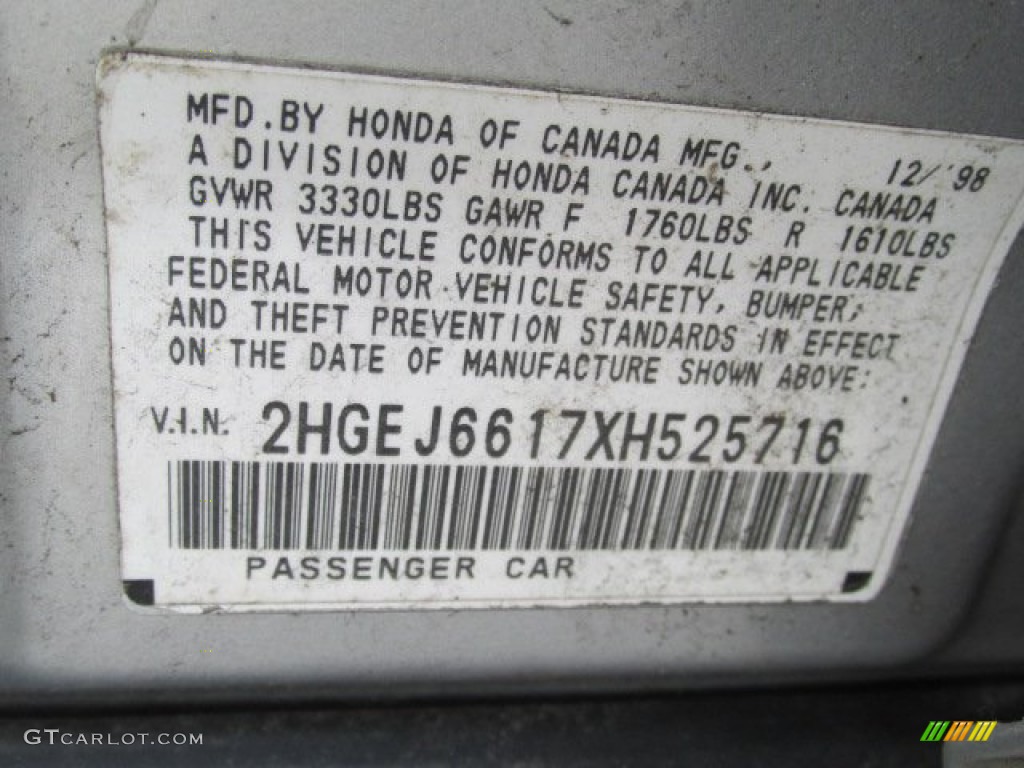 MFD.BY HONDA OF CANADA MFG., 12/'98
A DIVISION OF HONDA CANADA INC. CANADA
GVWR 3330LBS GAWR F 1760LBS R 1610LBS
THIS VEHICLE CONFORMS TO ALL APPLICABLE
FEDERAL MOTOR VEHICLE SAFETY, BUMPER,
AND THEFT PREVENTION STANDARDS IN EFFECT
ON THE DATE OF MANUFACTURE SHOWN ABOVE:
V.I.N. 2HGEJ6617XH525716
PASSENGER CAR
GTCARLOT.COM